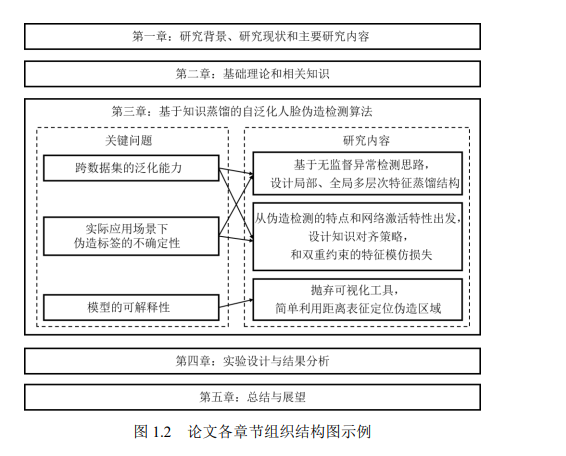 第一章：研究背景、研究现状和主要研究内容
第二章：基础理论和相关知识
第三章：基于知识蒸馏的自泛化人脸伪造检测算法
关键问题
跨数据集的泛化能力
实际应用场景下
伪造标签的不确定性
模型的可解释性
研究内容
基于无监督异常检测思路，
设计局部、全局多层次特征蒸馏结构
从伪造检测的特点和网络激活特性出发，
设计知识对齐策略，
和双重约束的特征模仿损失
抛弃可视化工具，
简单利用距离表征定位伪造区域
第四章：实验设计与结果分析
第五章：总结与展望
图 1.2 论文各章节组织结构图示例